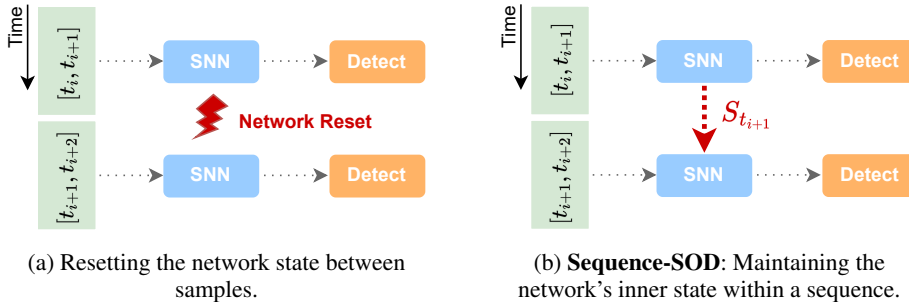 Time
[t_i, t_{i+1}]
SNN
Detect
Network Reset
[t_{i+1}, t_{i+2}]
SNN
Detect
(a) Resetting the network state between
samples.
Time
[t_i, t_{i+1}]
SNN
Detect
S_{t_{i+1}}
[t_{i+1}, t_{i+2}]
SNN
Detect
(b) Sequence-SOD: Maintaining the
network's inner state within a sequence.